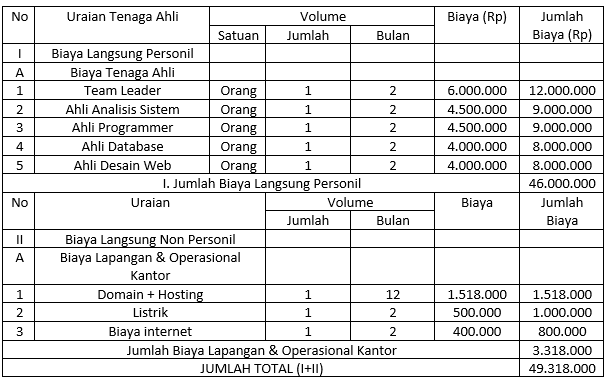 No Uraian Tenaga Ahli Volume Biaya (Rp) Jumlah
Satuan Jumlah Bulan Biaya (Rp)
I Biaya Langsung Personil
A Biaya Tenaga Ahli
1 Team Leader Orang 1 2 6.000.000 12.000.000
2 Ahli Analisis Sistem Orang 1 2 4.500.000 9.000.000
3 Ahli Programmer Orang 1 2 4.500.000 9.000.000
4 Ahli Database Orang 1 2 4.000.000 8.000.000
5 Ahli Desain Web Orang 1 2 4.000.000 8.000.000
I. Jumlah Biaya Langsung Personil 46.000.000
No Uraian Volume Biaya Jumlah
Jumlah Bulan Biaya
II Biaya Langsung Non Personil
A Biaya Lapangan & Operasional
Kantor
1 Domain + Hosting 1 12 1.518.000 1.518.000
2 Listrik 1 2 500.000 1.000.000
3 Biaya internet 1 2 400.000 800.000
Jumlah Biaya Lapangan & Operasional Kantor 3.318.000
JUMLAH TOTAL (I+II) 49.318.000